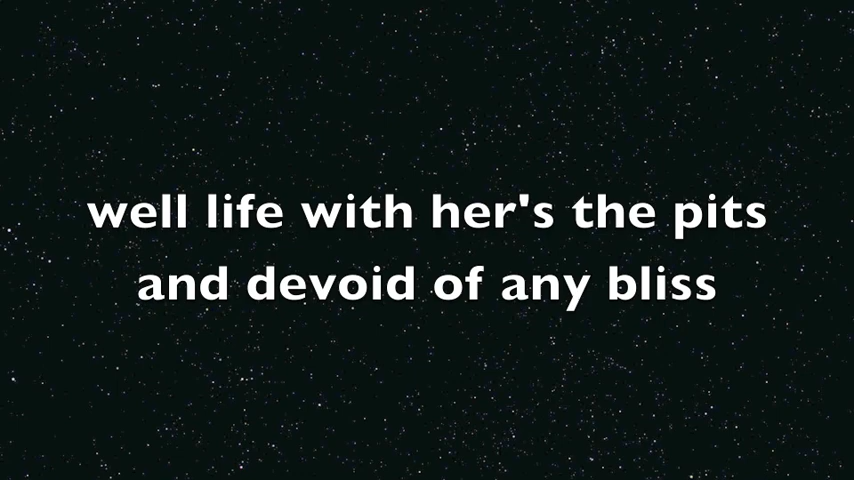 well life with her's the pits
and devoid of any bliss